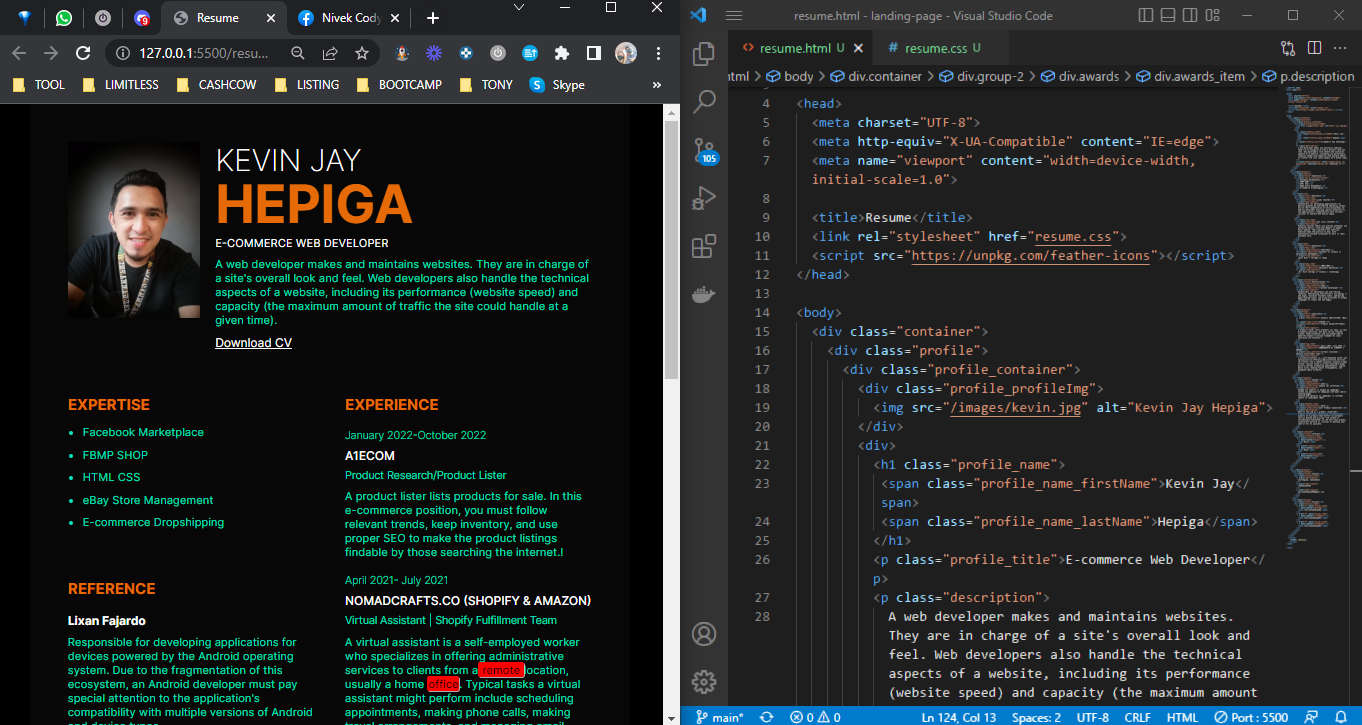 Resume
Nivek Cody
127.0.0.1:5500/resu...
TOOL
LIMITLESS
CASHCOW
LISTING
BOOTCAMP
TONY
Skype
»
KEVIN JAY
HEPIGA
E-COMMERCE WEB DEVELOPER
A web developer makes and maintains websites. They are in charge of
a site's overall look and feel. Web developers also handle the technical
aspects of a website, including its performance (website speed) and
capacity (the maximum amount of traffic the site could handle at a
given time).
Download CV
EXPERTISE
• Facebook Marketplace
• FBMP SHOP
• HTML CSS
• eBay Store Management
• E-commerce Dropshipping
REFERENCE
Lixan Fajardo
Responsible for developing applications for
devices powered by the Android operating
system. Due to the fragmentation of this
ecosystem, an Android developer must pay
special attention to the application's
compatibility with multiple versions of Android
and device types.
EXPERIENCE
January 2022-October 2022
A1ECOM
Product Research/Product Lister
A product lister lists products for sale. In this
e-commerce position, you must follow
relevant trends, keep inventory, and use
proper SEO to make the product listings
findable by those searching the internet.!
April 2021- July 2021
NOMADCRAFTS.CO (SHOPIFY & AMAZON)
Virtual Assistant | Shopify Fulfillment Team
A virtual assistant is a self-employed worker
who specializes in offering administrative
services to clients from a remote location,
usually a home office. Typical tasks a virtual
assistant might perform include scheduling
appointments, making phone calls, making
travel arrangements, and managing email
resume.html - landing-page - Visual Studio Code
resume.html U
# resume.css U
html > body > div.container > div.group-2 > div.awards > div.awards_item > p.description
105
4 <head>
5 <meta charset="UTF-8">
6 <meta http-equiv="X-UA-Compatible" content="IE=edge">
7 <meta name="viewport" content="width=device-width,
initial-scale=1.0">
8
9 <title>Resume</title>
10 <link rel="stylesheet" href="resume.css">
11 <script src="https://unpkg.com/feather-icons"></script>
12 </head>
13
14 <body>
15 <div class="container">
16 <div class="profile">
17 <div class="profile_container">
18 <div class="profile_profileImg">
19 <img src="/images/kevin.jpg" alt="Kevin Jay Hepiga">
20 </div>
21 <div>
22 <h1 class="profile_name">
23 <span class="profile_name_firstName">Kevin Jay</
span>
24 <span class="profile_name_lastName">Hepiga</span>
25 </h1>
26 <p class="profile_title">E-commerce Web Developer</
p>
27 <p class="description">
28 A web developer makes and maintains websites.
They are in charge of a site's overall look and
feel. Web developers also handle the technical
aspects of a website, including its performance
(website speed) and capacity (the maximum amount
main* 0 0 Ln 124, Col 13 Spaces: 2 UTF-8 CRLF HTML Port : 5500